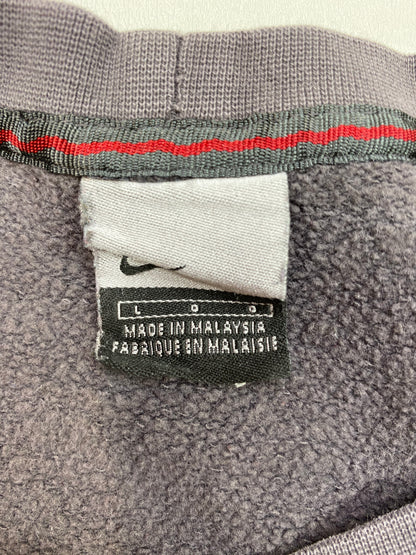 L G G
MADE IN MALAYSIA
FABRIQUE EN MALAISIE